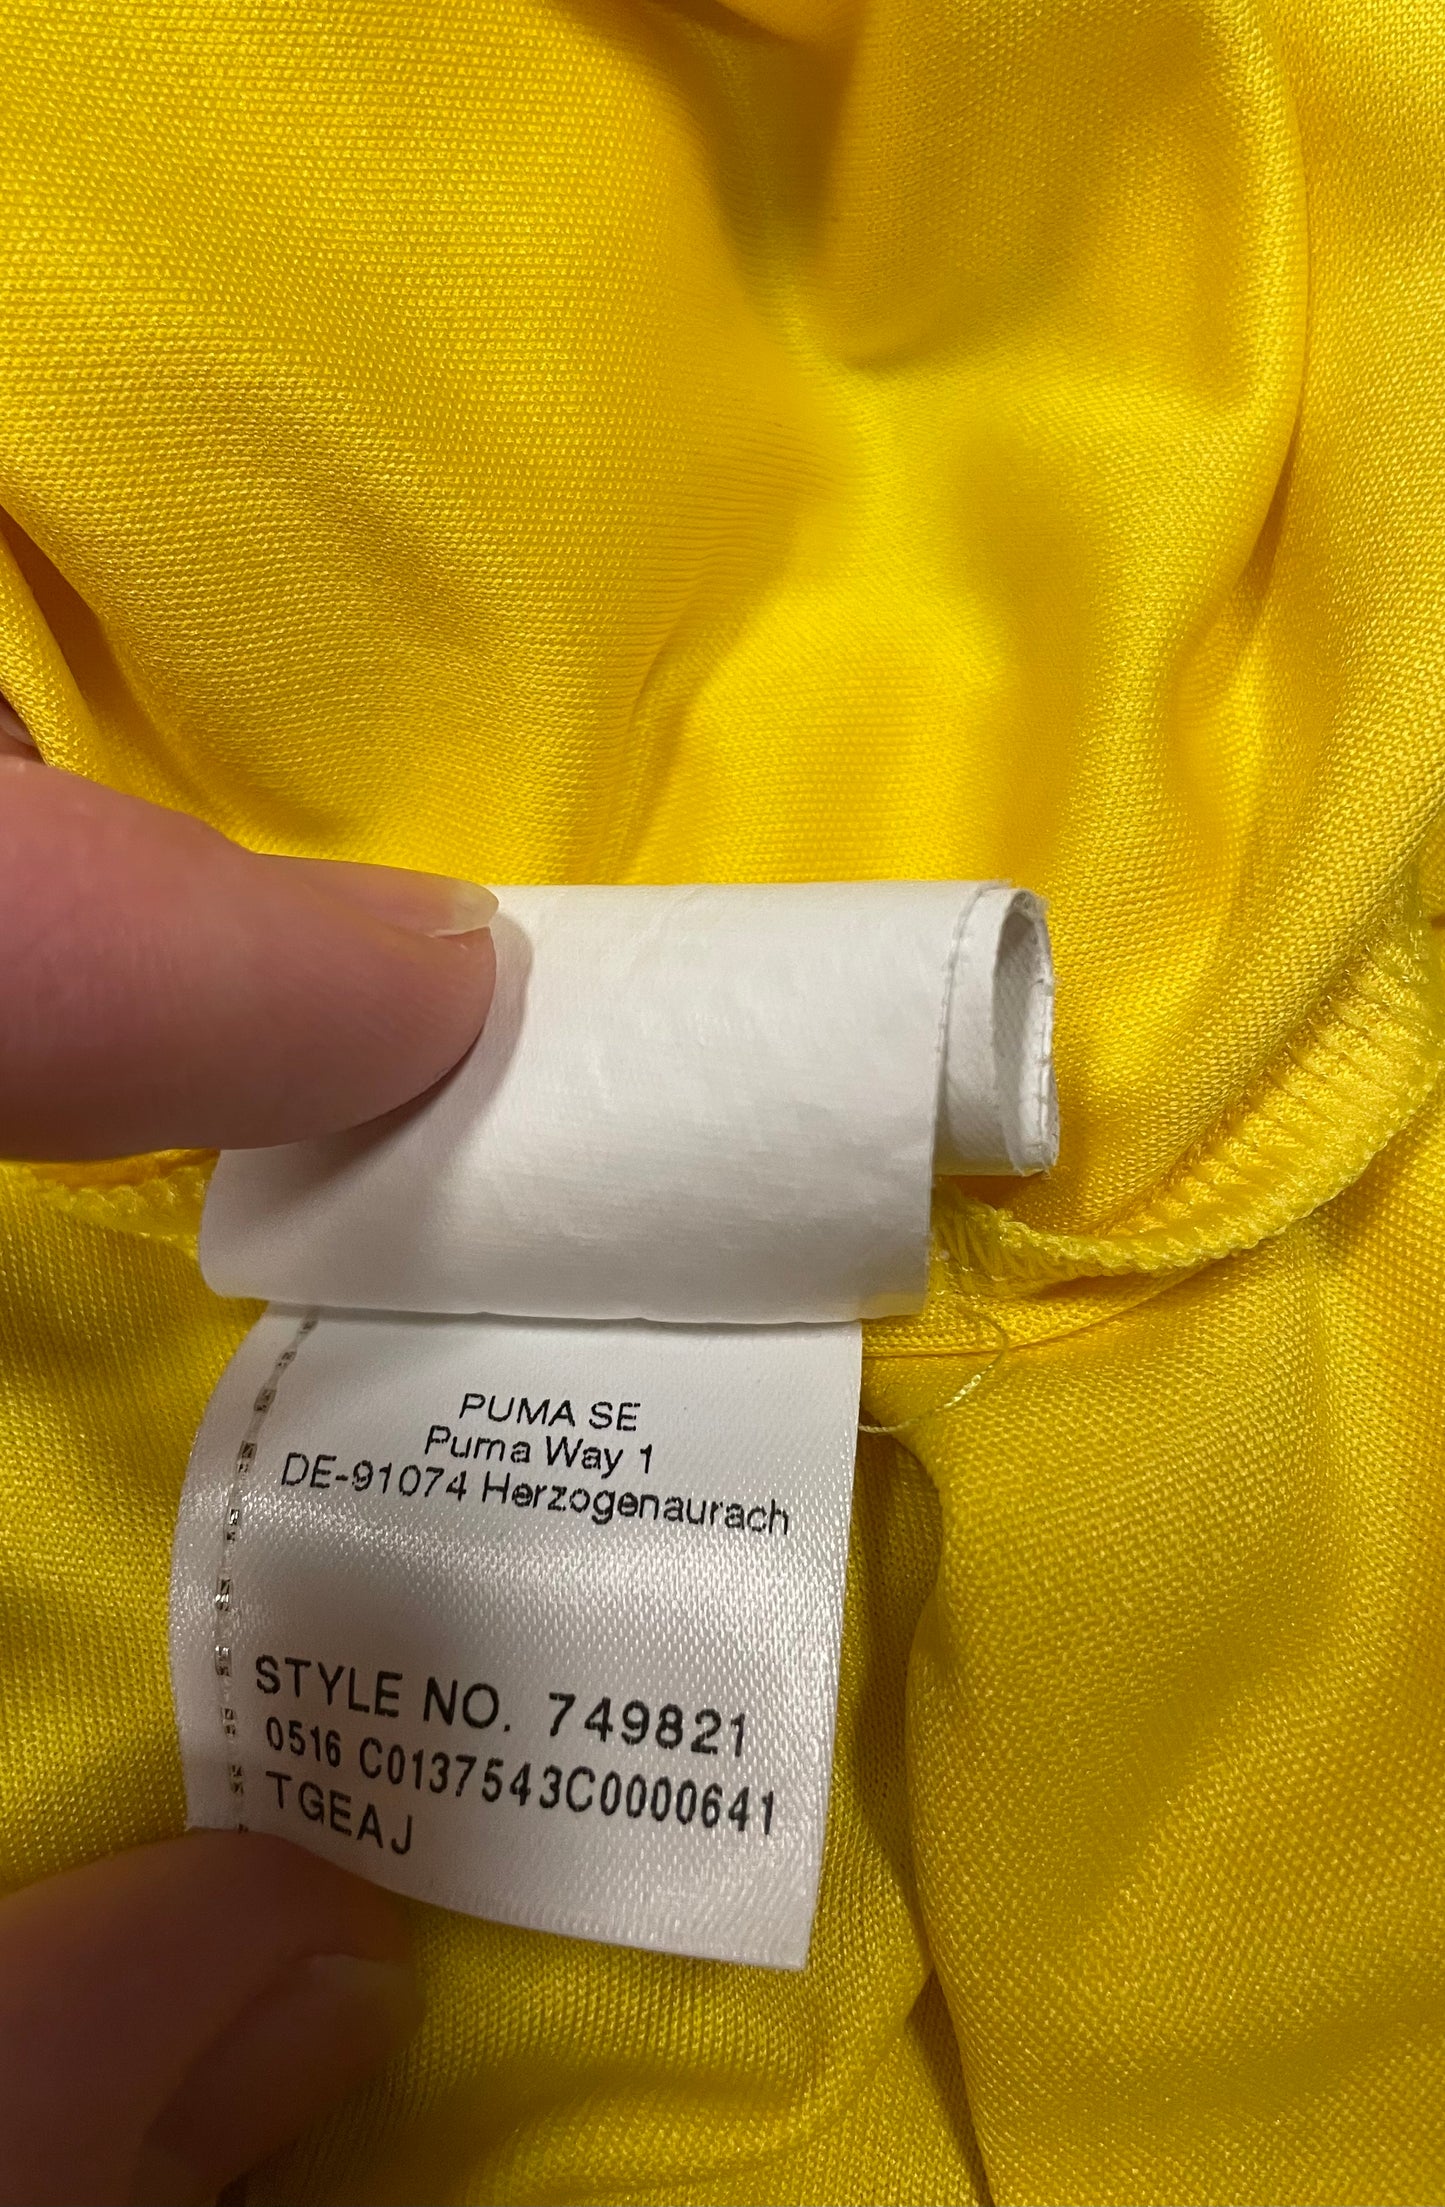 PUMA SE
Puma Way 1
DE-91074 Herzogenaurach
STYLE NO. 749821
0516 C0137543C0000641
TGEAJ